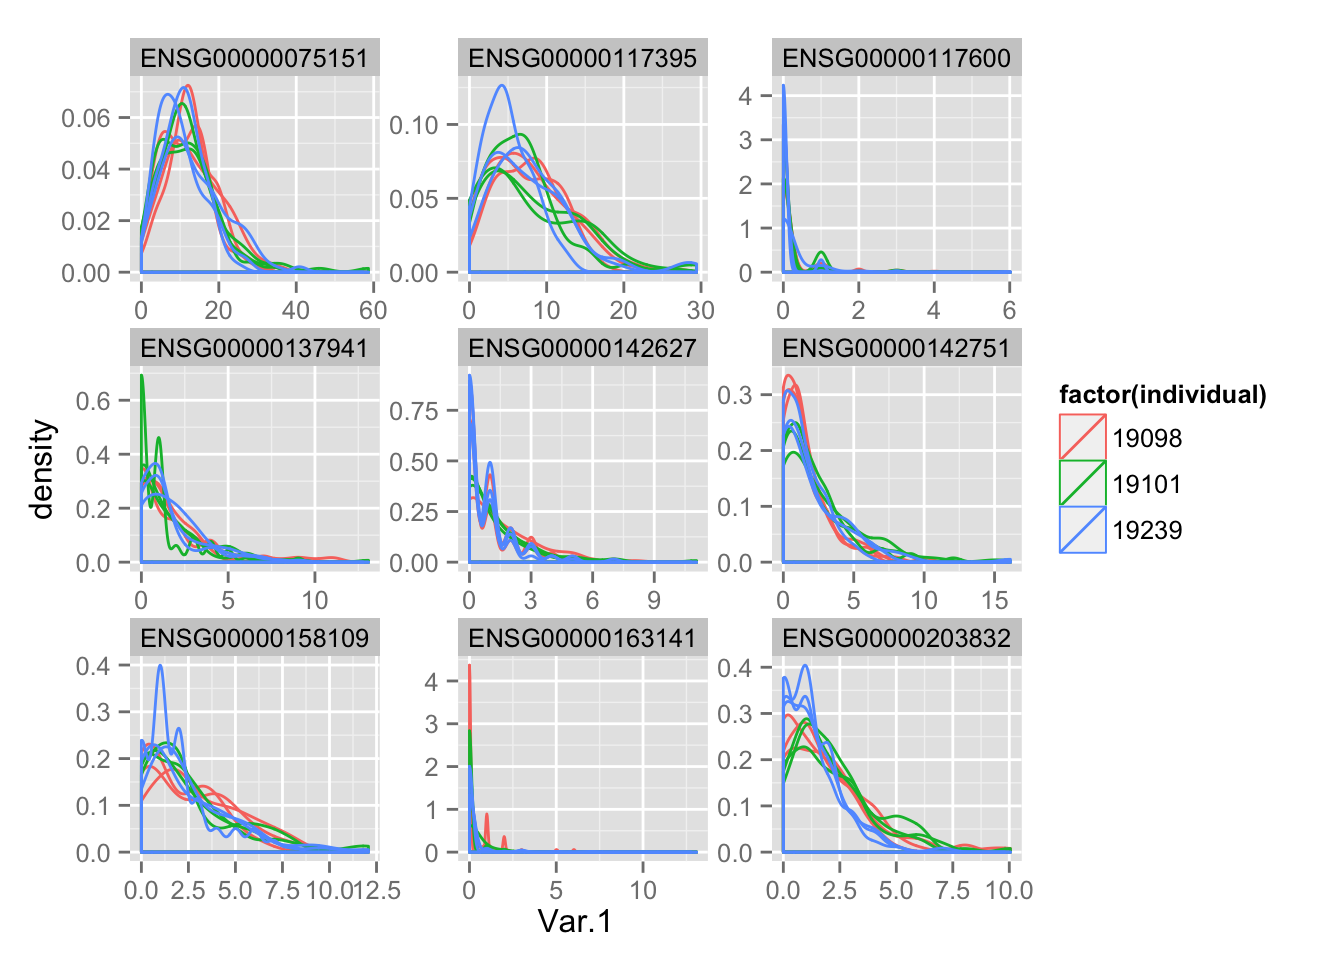 ENSG00000075151 ENSG00000117395 ENSG00000117600
0.06
0.04
0.02
0.00
0 20 40 60
0.10
0.05
0.00
0 10 20 30
4
3
2
1
0
0 2 4 6
ENSG00000137941 ENSG00000142627 ENSG00000142751
0.6
0.4
0.2
0.0
0 5 10
0.75
0.50
0.25
0.00
0 3 6 9
0.3
0.2
0.1
0.0
0 5 10 15
ENSG00000158109 ENSG00000163141 ENSG00000203832
0.4
0.3
0.2
0.1
0.0
0.0 2.5 5.0 7.5 10.0 12.5
4
3
2
1
0
0 5 10
0.4
0.3
0.2
0.1
0.0
0.0 2.5 5.0 7.5 10.0
density
Var.1
factor(individual)
19098
19101
19239